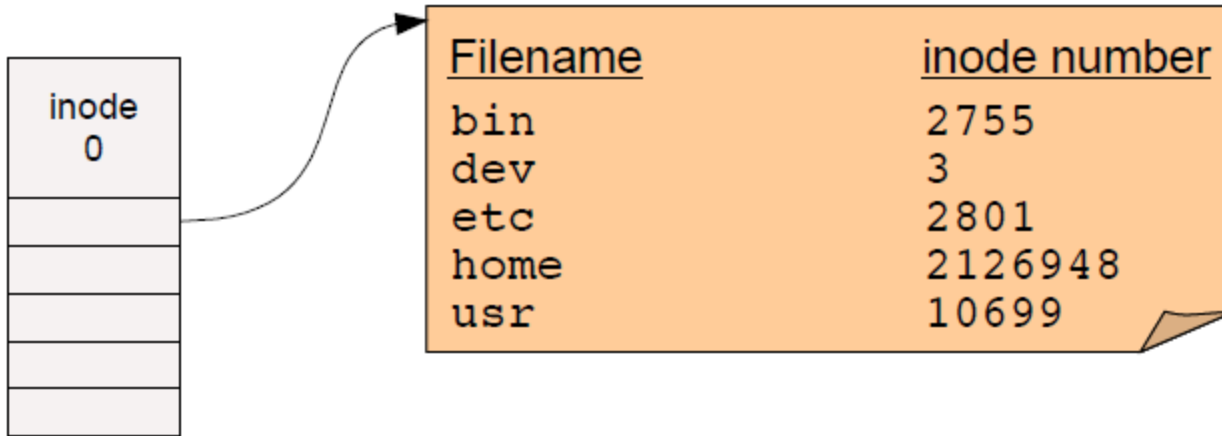 inode
0
Filename inode number
bin 2755
dev 3
etc 2801
home 2126948
usr 10699